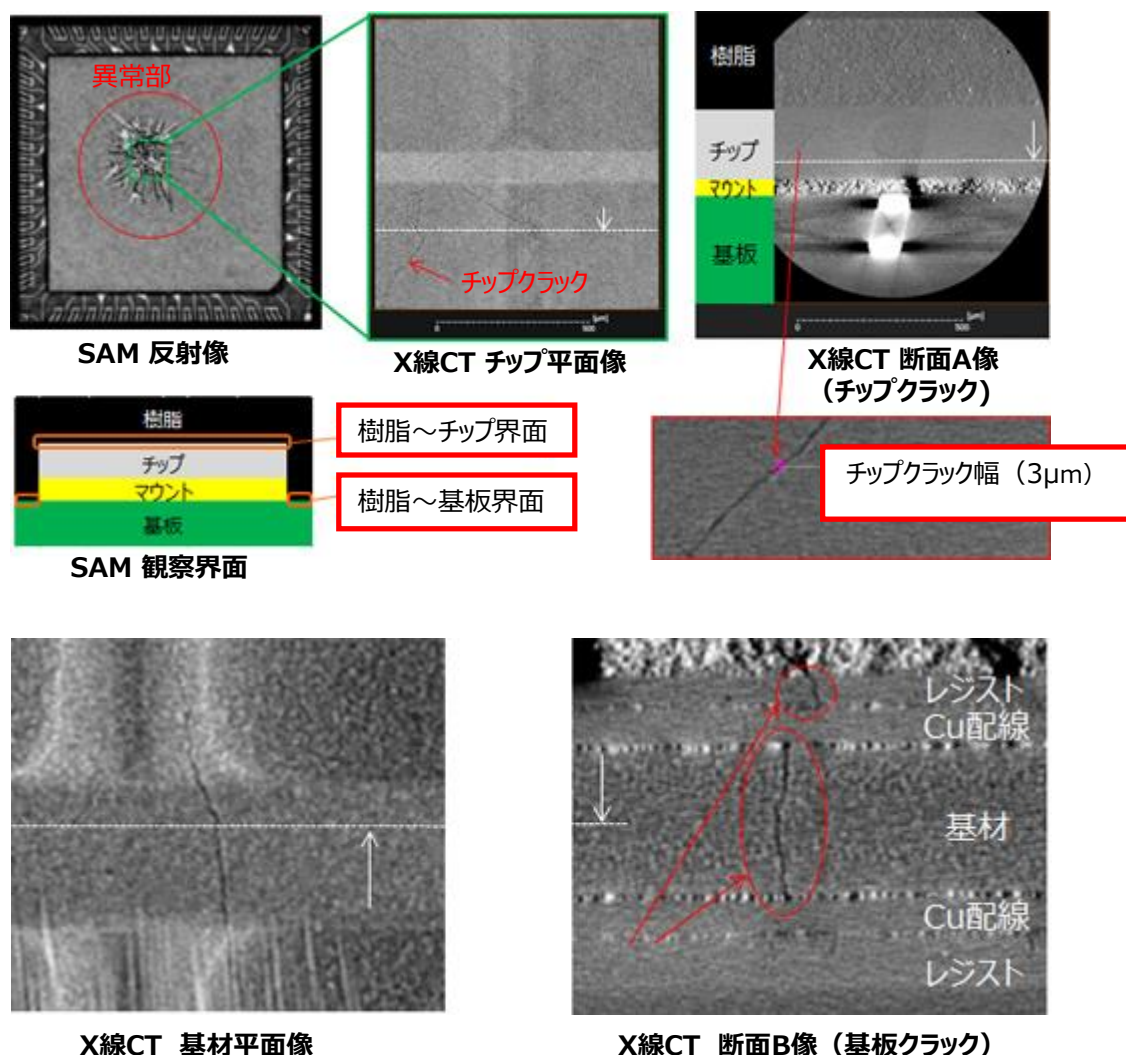 異常部
SAM 反射像
チップクラック
0
500
[μm]
X線CT チップ平面像
樹脂
チップ
マウント
基板
0
500
[μm]
X線CT 断面A像
（チップクラック)
樹脂
チップ
マウント
基板
樹脂～チップ界面
樹脂～基板界面
SAM 観察界面
チップクラック幅（3μm）
X線CT 基材平面像
レジスト
Cu配線
基材
Cu配線
レジスト
X線CT 断面B像（基板クラック）